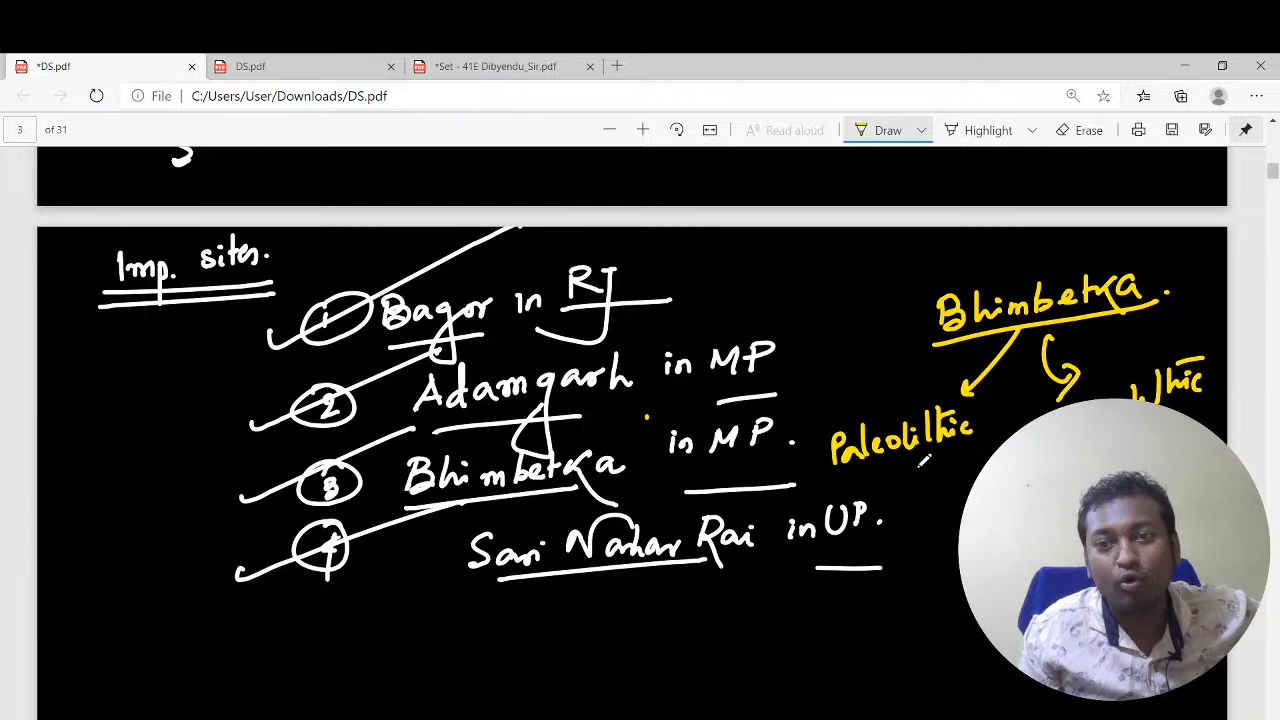 *DS.pdf
DS.pdf
*Set - 41E Dibyendu_Sir.pdf
File
C:/Users/User/Downloads/DS.pdf
3 of 31
Read aloud
Draw
Highlight
Erase
Imp. sites.
1 Bagor in RJ
2 Adamgarh in MP
3 Bhimbetka in MP.
4 Sari Nahar Rai in UP.
Bhimbetka.
Paleolithic